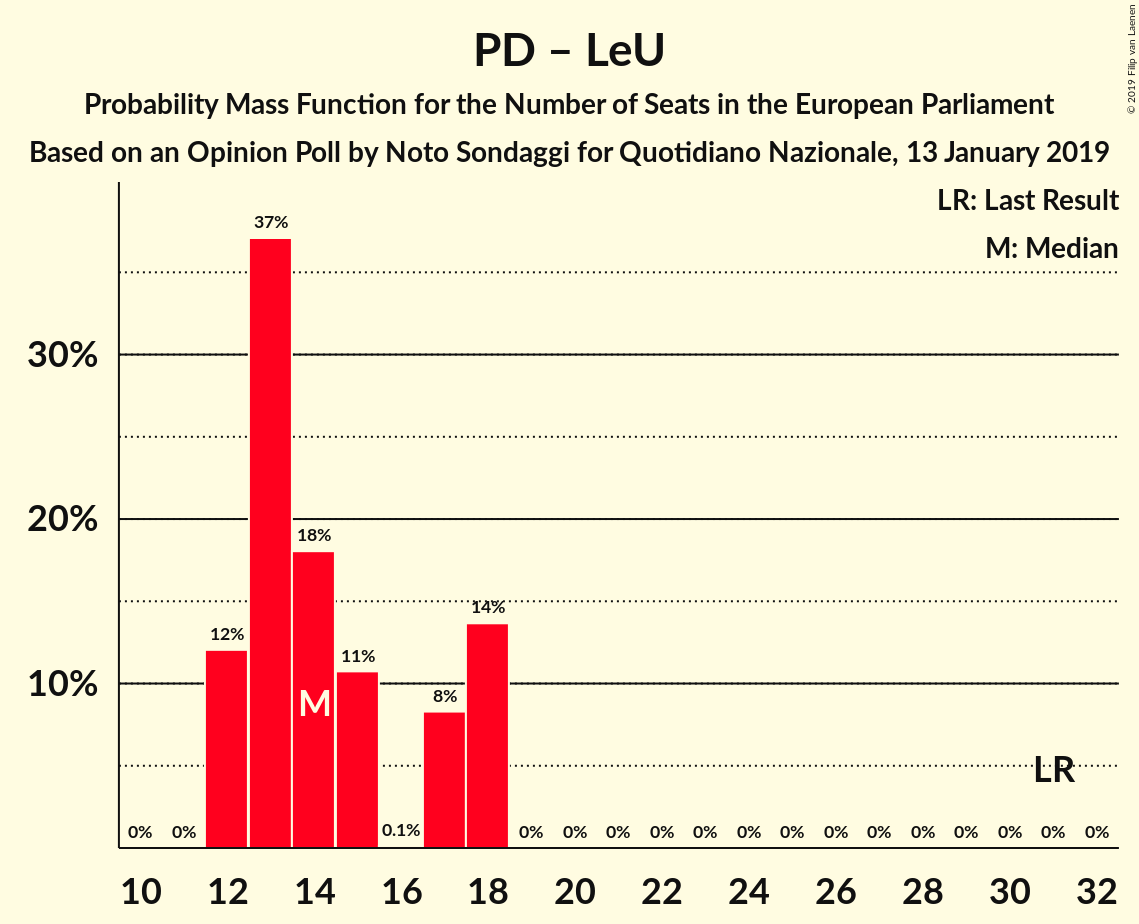 © 2019 Filip van Laenen
PD – LeU
Probability Mass Function for the Number of Seats in the European Parliament
Based on an Opinion Poll by Noto Sondaggi for Quotidiano Nazionale, 13 January 2019
LR: Last Result
M: Median
37%
30%
20%
18%
14%
12%
11%
10%
8%
M
LR
0% 0% 0.1% 0% 0% 0% 0% 0% 0% 0% 0% 0% 0% 0% 0% 0% 0%
10 12 14 16 18 20 22 24 26 28 30 32